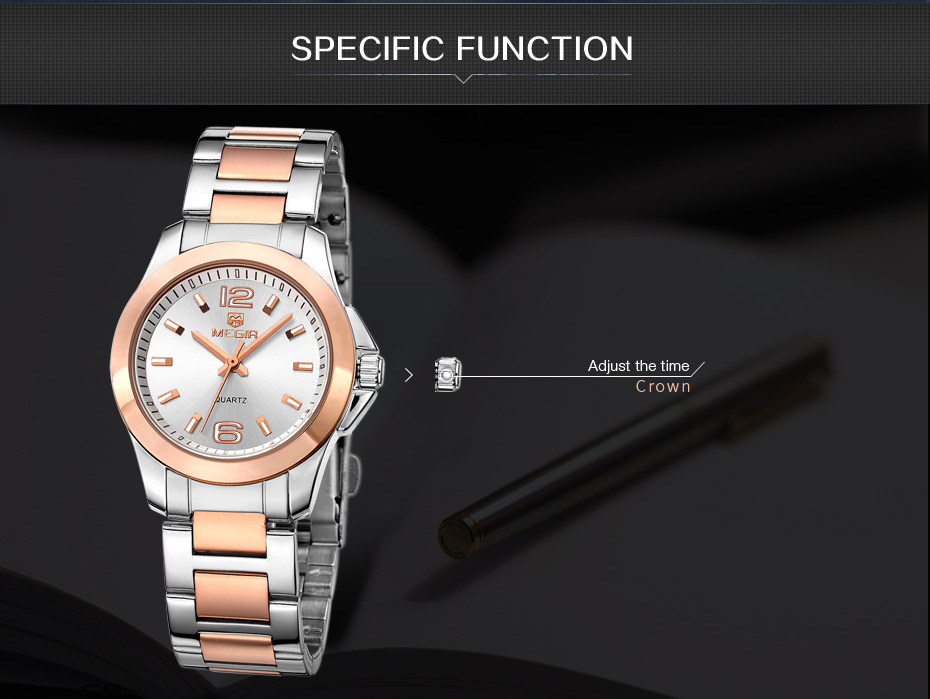 SPECIFIC FUNCTION
12
MEGIR
QUARTZ
6
Adjust the time
Crown